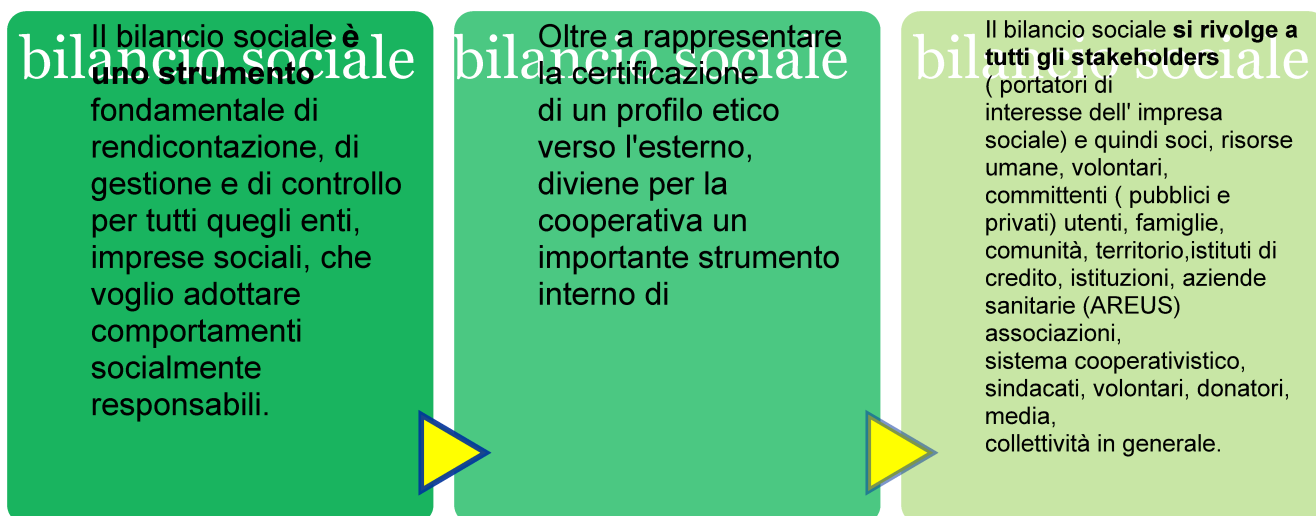 bilancio sociale
Il bilancio sociale è
uno strumento
fondamentale di
rendicontazione, di
gestione e di controllo
per tutti quegli enti,
imprese sociali, che
voglio adottare
comportamenti
socialmente
responsabili.
bilancio sociale
Oltre a rappresentare
la certificazione
di un profilo etico
verso l'esterno,
diviene per la
cooperativa un
importante strumento
interno di
bilancio sociale
Il bilancio sociale si rivolge a
tutti gli stakeholders
( portatori di
interesse dell' impresa
sociale) e quindi soci, risorse
umane, volontari,
committenti ( pubblici e
privati) utenti, famiglie,
comunità, territorio,istituti di
credito, istituzioni, aziende
sanitarie (AREUS)
associazioni,
sistema cooperativistico,
sindacati, volontari, donatori,
media,
collettività in generale.